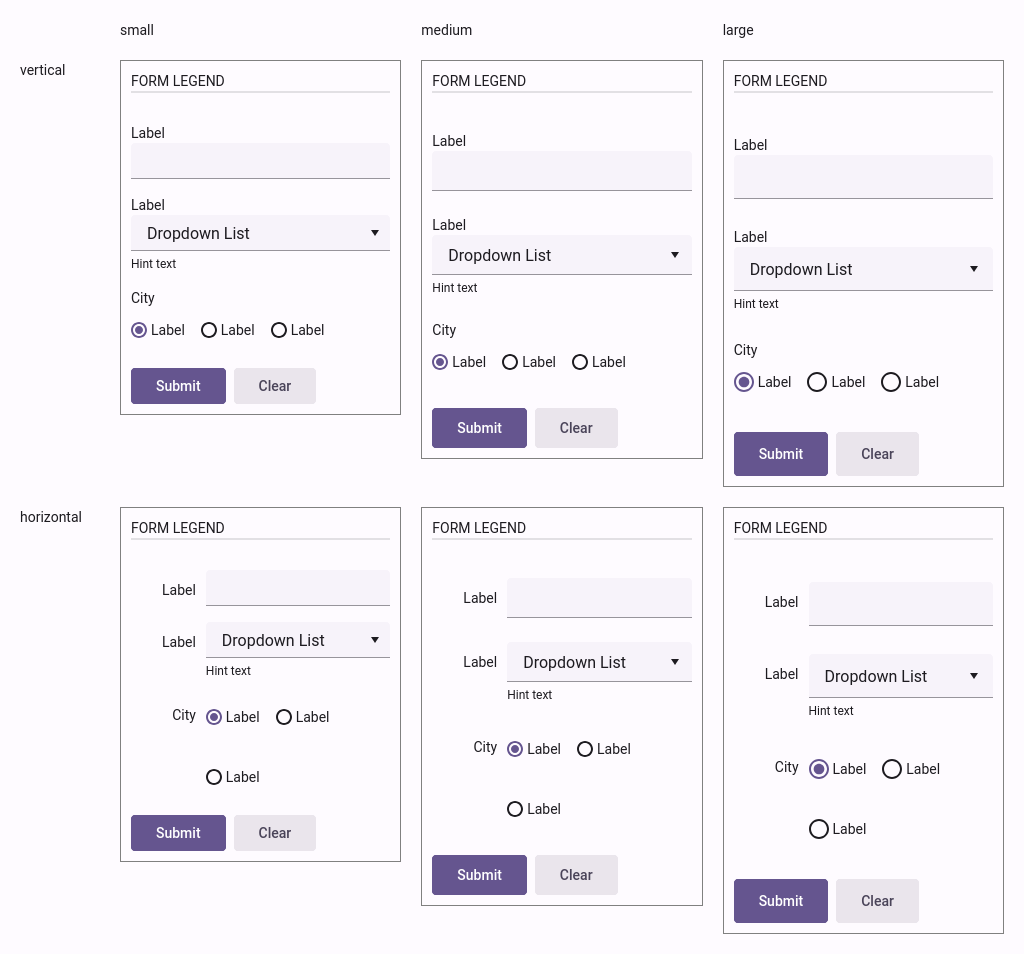 small medium large
vertical
FORM LEGEND
Label
Label
Dropdown List
Hint text
City
Label Label Label
Submit Clear
FORM LEGEND
Label
Label
Dropdown List
Hint text
City
Label Label Label
Submit Clear
FORM LEGEND
Label
Label
Dropdown List
Hint text
City
Label Label Label
Submit Clear
horizontal
FORM LEGEND
Label
Label Dropdown List
Hint text
City Label Label
Label
Submit Clear
FORM LEGEND
Label
Label Dropdown List
Hint text
City Label Label
Label
Submit Clear
FORM LEGEND
Label
Label Dropdown List
Hint text
City Label Label
Label
Submit Clear